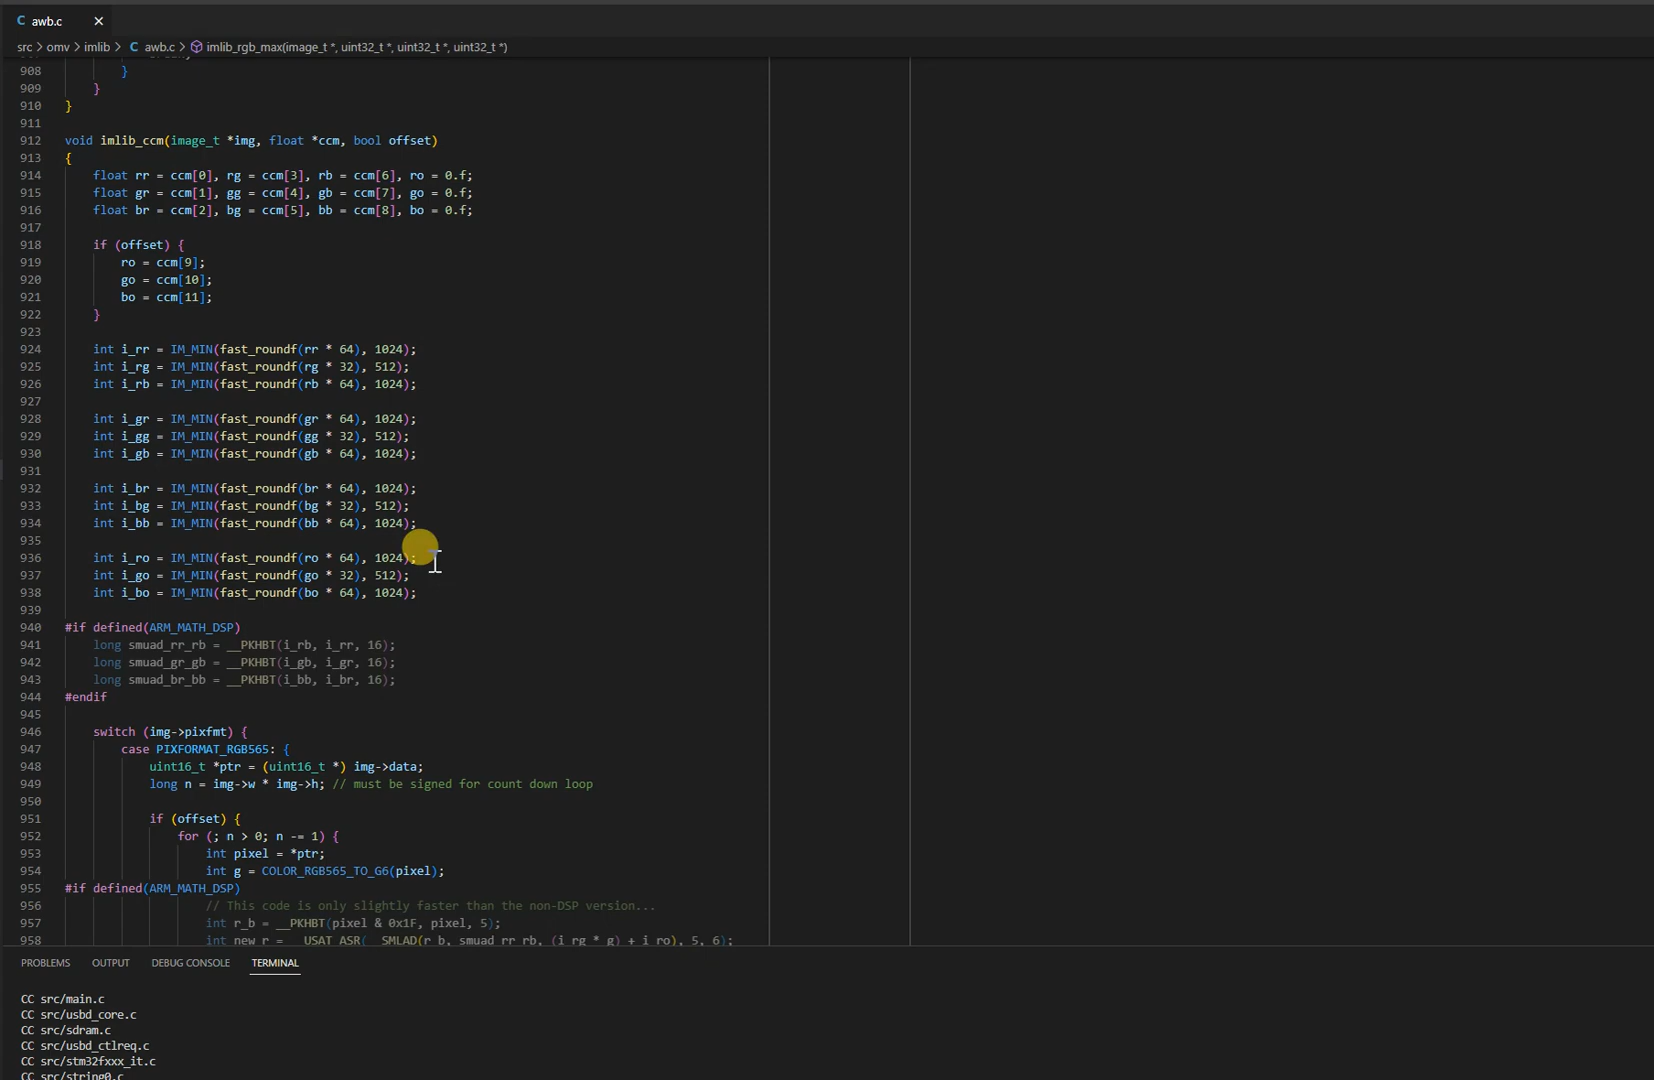 C awb.c ×
src > omv > imlib > C awb.c > imlib_rgb_max(image_t *, uint32_t *, uint32_t *, uint32_t *)
908 }
909 }
910 }
911
912 void imlib_ccm(image_t *img, float *ccm, bool offset)
913 {
914 float rr = ccm[0], rg = ccm[3], rb = ccm[6], ro = 0.f;
915 float gr = ccm[1], gg = ccm[4], gb = ccm[7], go = 0.f;
916 float br = ccm[2], bg = ccm[5], bb = ccm[8], bo = 0.f;
917
918 if (offset) {
919 ro = ccm[9];
920 go = ccm[10];
921 bo = ccm[11];
922 }
923
924 int i_rr = IM_MIN(fast_roundf(rr * 64), 1024);
925 int i_rg = IM_MIN(fast_roundf(rg * 32), 512);
926 int i_rb = IM_MIN(fast_roundf(rb * 64), 1024);
927
928 int i_gr = IM_MIN(fast_roundf(gr * 64), 1024);
929 int i_gg = IM_MIN(fast_roundf(gg * 32), 512);
930 int i_gb = IM_MIN(fast_roundf(gb * 64), 1024);
931
932 int i_br = IM_MIN(fast_roundf(br * 64), 1024);
933 int i_bg = IM_MIN(fast_roundf(bg * 32), 512);
934 int i_bb = IM_MIN(fast_roundf(bb * 64), 1024);
935
936 int i_ro = IM_MIN(fast_roundf(ro * 64), 1024);
937 int i_go = IM_MIN(fast_roundf(go * 32), 512);
938 int i_bo = IM_MIN(fast_roundf(bo * 64), 1024);
939
940 #if defined(ARM_MATH_DSP)
941 long smuad_rr_rb = __PKHBT(i_rb, i_rr, 16);
942 long smuad_gr_gb = __PKHBT(i_gb, i_gr, 16);
943 long smuad_br_bb = __PKHBT(i_bb, i_br, 16);
944 #endif
945
946 switch (img->pixfmt) {
947 case PIXFORMAT_RGB565: {
948 uint16_t *ptr = (uint16_t *) img->data;
949 long n = img->w * img->h; // must be signed for count down loop
950
951 if (offset) {
952 for (; n > 0; n -= 1) {
953 int pixel = *ptr;
954 int g = COLOR_RGB565_TO_G6(pixel);
955 #if defined(ARM_MATH_DSP)
956 // This code is only slightly faster than the non-DSP version...
957 int r_b = __PKHBT(pixel & 0x1F, pixel, 5);
958 int new_r = __USAT_ASR(__SMLAD(r_b, smuad_rr_rb, (i_rg * g) + i_ro), 5, 6);
PROBLEMS OUTPUT DEBUG CONSOLE TERMINAL
CC src/main.c
CC src/usbd_core.c
CC src/sdram.c
CC src/usbd_ctlreq.c
CC src/stm32fxxx_it.c
CC src/string0.c